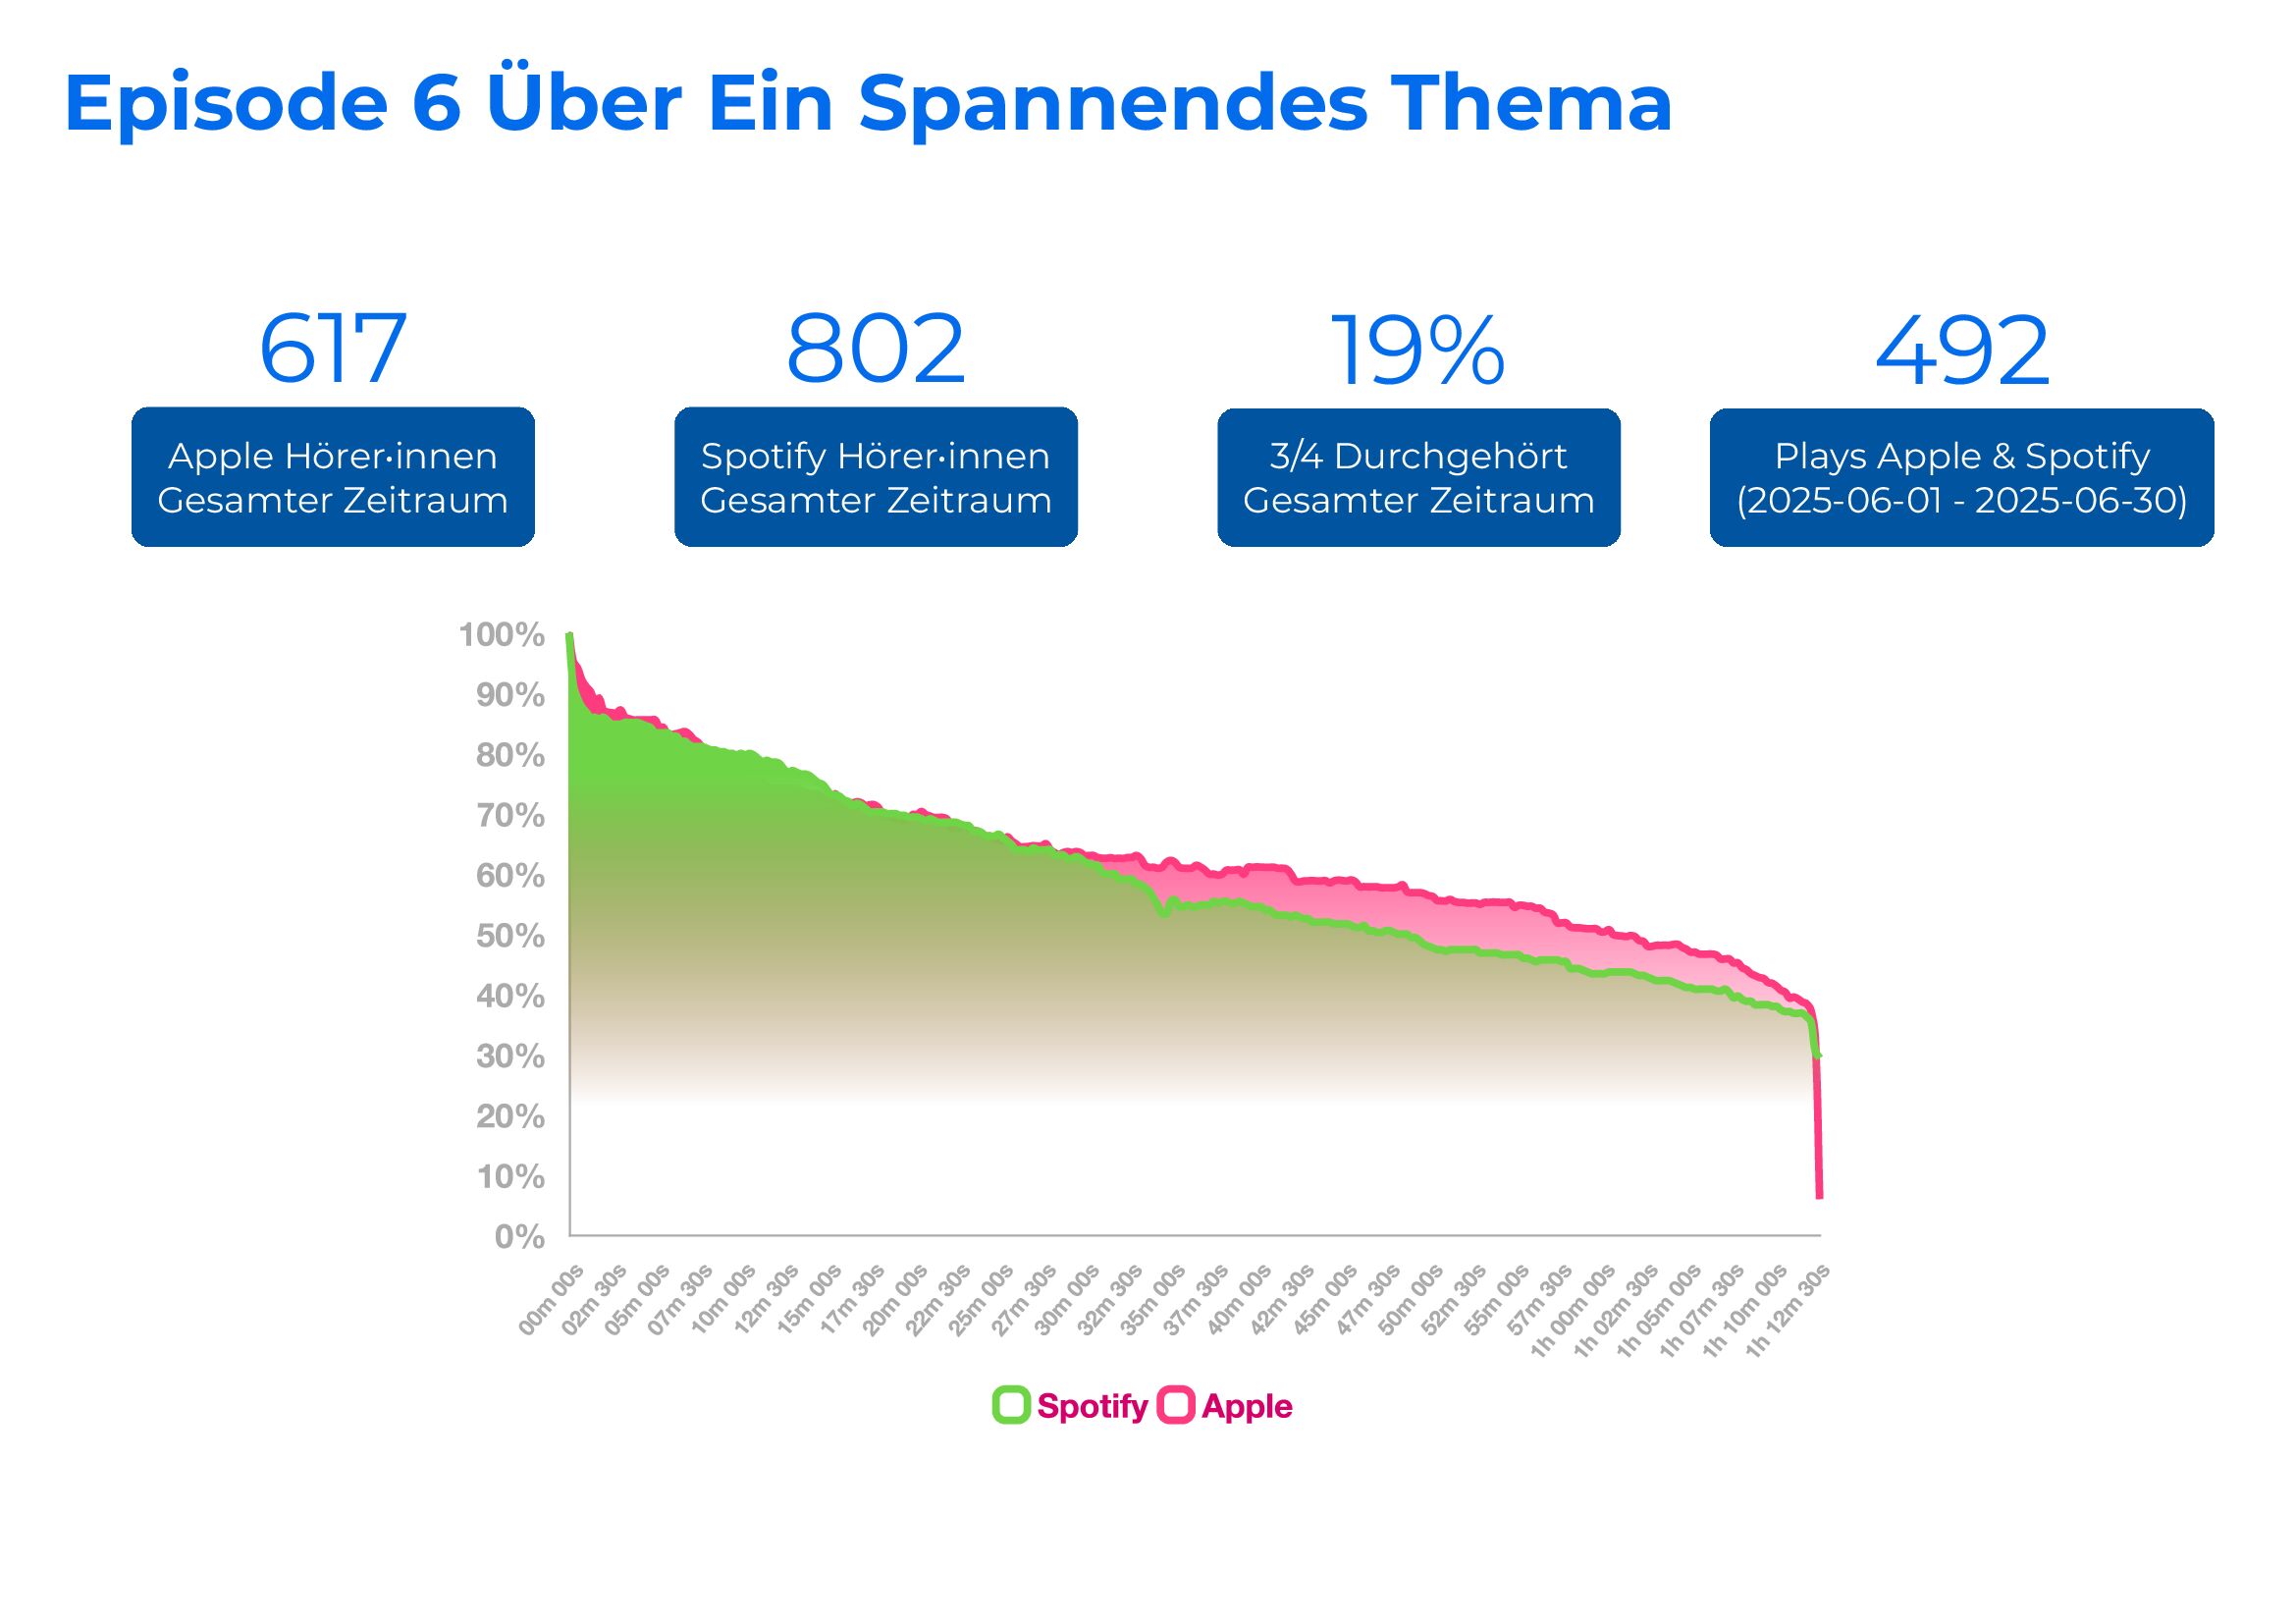 Episode 6 Über Ein Spannendes Thema
617
Apple Hörer·innen
Gesamter Zeitraum
802
Spotify Hörer·innen
Gesamter Zeitraum
19%
3/4 Durchgehört
Gesamter Zeitraum
492
Plays Apple & Spotify
(2025-06-01 - 2025-06-30)
100%
90%
80%
70%
60%
50%
40%
30%
20%
10%
0%
00m 00s
02m 30s
05m 00s
07m 30s
10m 00s
12m 30s
15m 00s
17m 30s
20m 00s
22m 30s
25m 00s
27m 30s
30m 00s
32m 30s
35m 00s
37m 30s
40m 00s
42m 30s
45m 00s
47m 30s
50m 00s
52m 30s
55m 00s
57m 30s
1h 00m 00s
1h 02m 30s
1h 05m 00s
1h 07m 30s
1h 10m 00s
1h 12m 30s
Spotify Apple